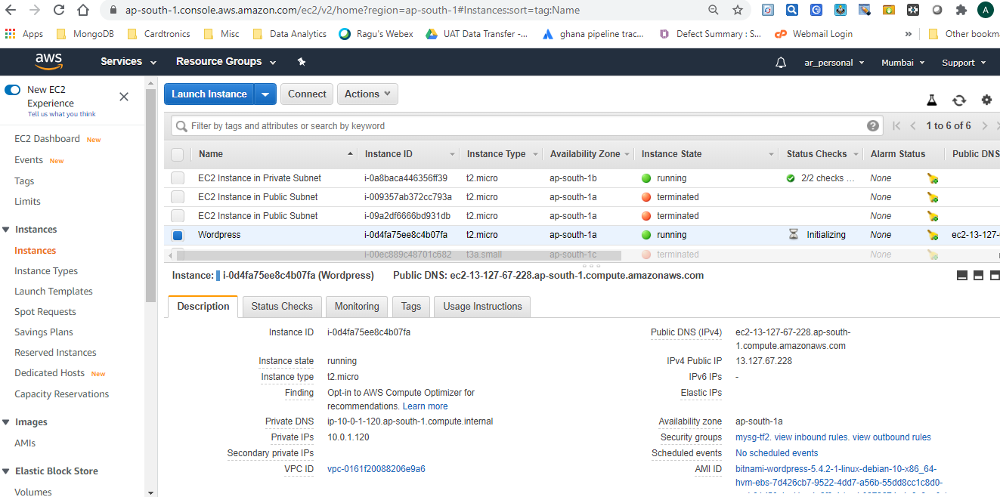 ap-south-1.console.aws.amazon.com/ec2/v2/home?region=ap-south-1#Instances:sort=tag:Name
A
Apps MongoDB Cardtronics Misc Data Analytics Ragu's Webex UAT Data Transfer -... ghana pipeline trac... Defect Summary : S... Webmail Login » Other bookm
aws Services Resource Groups ar_personal Mumbai Support
New EC2
Experience
Tell us what you think
EC2 Dashboard New
Events New
Tags
Limits
Instances
Instances
Instance Types
Launch Templates
Spot Requests
Savings Plans
Reserved Instances
Dedicated Hosts New
Capacity Reservations
Images
AMIs
Elastic Block Store
Volumes
Launch Instance Connect Actions
Filter by tags and attributes or search by keyword 1 to 6 of 6
Name Instance ID Instance Type Availability Zone Instance State Status Checks Alarm Status Public DNS
EC2 Instance in Private Subnet i-0a8baca446356ff39 t2.micro ap-south-1b running 2/2 checks ... None
EC2 Instance in Public Subnet i-009357ab372cc793a t2.micro ap-south-1a terminated None
EC2 Instance in Public Subnet i-09a2df6666bd931db t2.micro ap-south-1a terminated None
Wordpress i-0d4fa75ee8c4b07fa t2.micro ap-south-1a running Initializing None ec2-13-127-
i-00ec889c48701c682 t3a.small ap-south-1c terminated None
Instance: i-0d4fa75ee8c4b07fa (Wordpress) Public DNS: ec2-13-127-67-228.ap-south-1.compute.amazonaws.com
Description Status Checks Monitoring Tags Usage Instructions
Instance ID i-0d4fa75ee8c4b07fa
Instance state running
Instance type t2.micro
Finding Opt-in to AWS Compute Optimizer for
recommendations. Learn more
Private DNS ip-10-0-1-120.ap-south-1.compute.internal
Private IPs 10.0.1.120
Secondary private IPs
VPC ID vpc-0161f20088206e9a6
Public DNS (IPv4) ec2-13-127-67-228.ap-south-
1.compute.amazonaws.com
IPv4 Public IP 13.127.67.228
IPv6 IPs -
Elastic IPs
Availability zone ap-south-1a
Security groups mysg-tf2. view inbound rules. view outbound rules
Scheduled events No scheduled events
AMI ID bitnami-wordpress-5.4.2-1-linux-debian-10-x86_64-
hvm-ebs-7d426cb7-9522-4dd7-a56b-55dd8cc1c8d0-